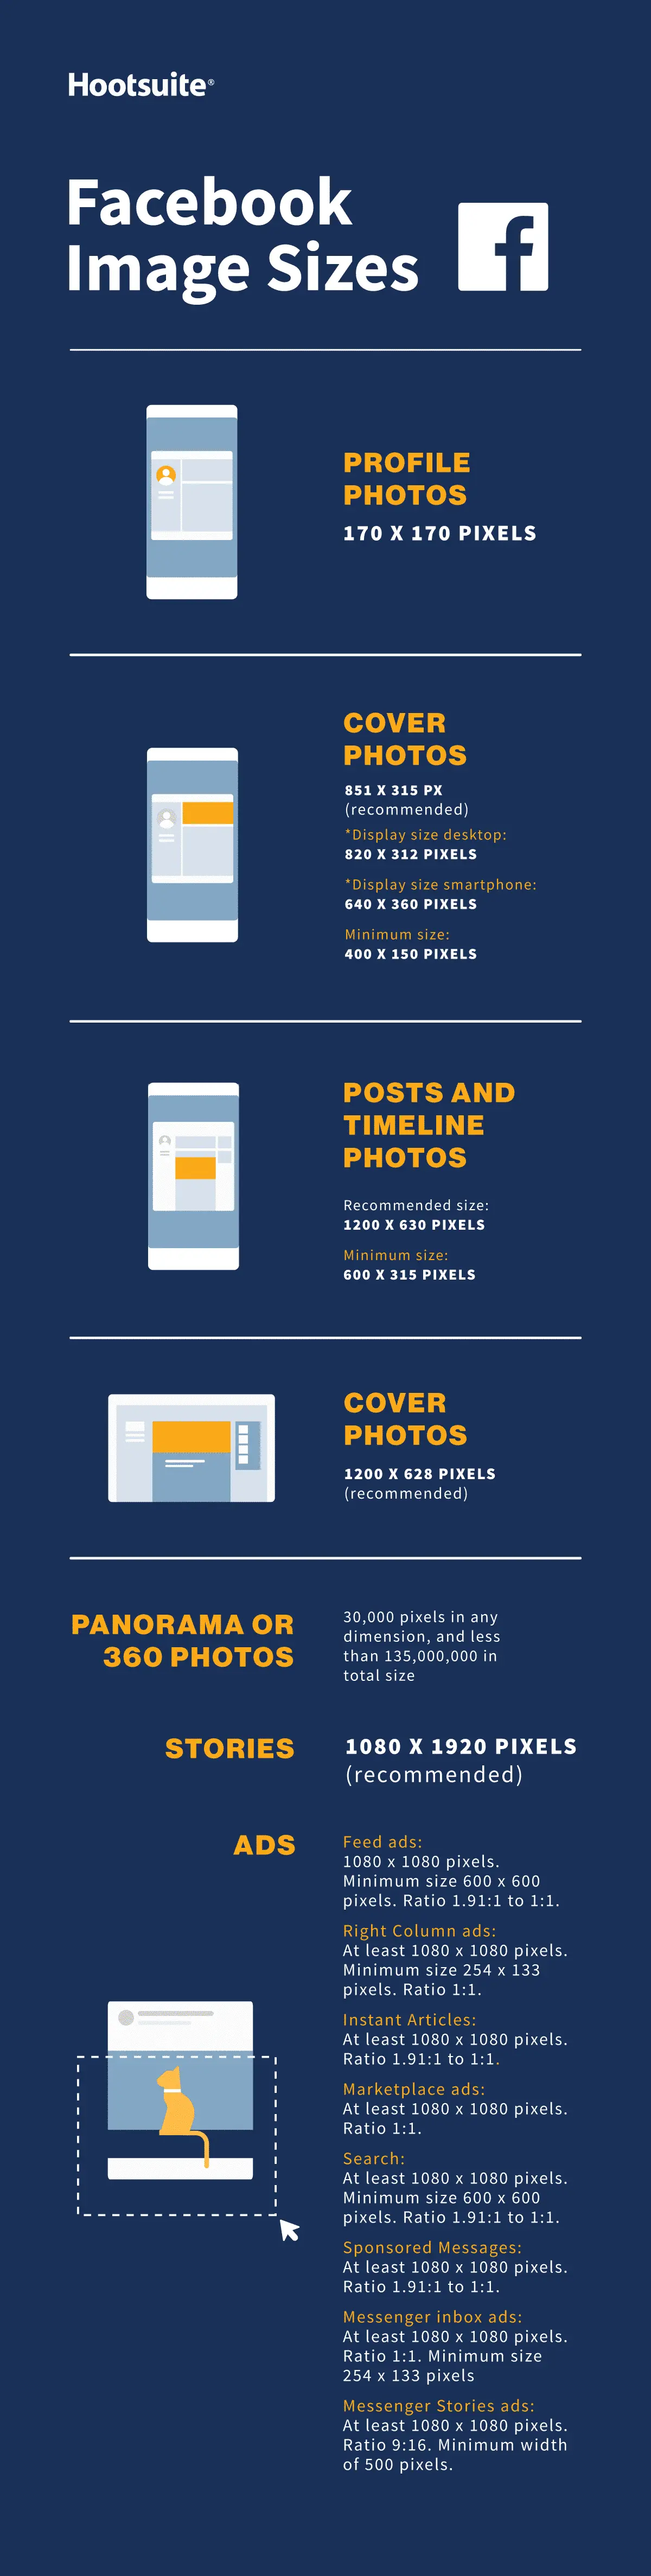 Hootsuite®
Facebook
Image Sizes
PROFILE
PHOTOS
170 X 170 PIXELS
COVER
PHOTOS
851 X 315 PX
(recommended)
*Display size desktop:
820 X 312 PIXELS
*Display size smartphone:
640 X 360 PIXELS
Minimum size:
400 X 150 PIXELS
POSTS AND
TIMELINE
PHOTOS
Recommended size:
1200 X 630 PIXELS
Minimum size:
600 X 315 PIXELS
COVER
PHOTOS
1200 X 628 PIXELS
(recommended)
PANORAMA OR
360 PHOTOS
30,000 pixels in any
dimension, and less
than 135,000,000 in
total size
STORIES
1080 X 1920 PIXELS
(recommended)
ADS
Feed ads:
1080 x 1080 pixels.
Minimum size 600 x 600
pixels. Ratio 1.91:1 to 1:1.
Right Column ads:
At least 1080 x 1080 pixels.
Minimum size 254 x 133
pixels. Ratio 1:1.
Instant Articles:
At least 1080 x 1080 pixels.
Ratio 1.91:1 to 1:1.
Marketplace ads:
At least 1080 x 1080 pixels.
Ratio 1:1.
Search:
At least 1080 x 1080 pixels.
Minimum size 600 x 600
pixels. Ratio 1.91:1 to 1:1.
Sponsored Messages:
At least 1080 x 1080 pixels.
Ratio 1.91:1 to 1:1.
Messenger inbox ads:
At least 1080 x 1080 pixels.
Ratio 1:1. Minimum size
254 x 133 pixels
Messenger Stories ads:
At least 1080 x 1080 pixels.
Ratio 9:16. Minimum width
of 500 pixels.